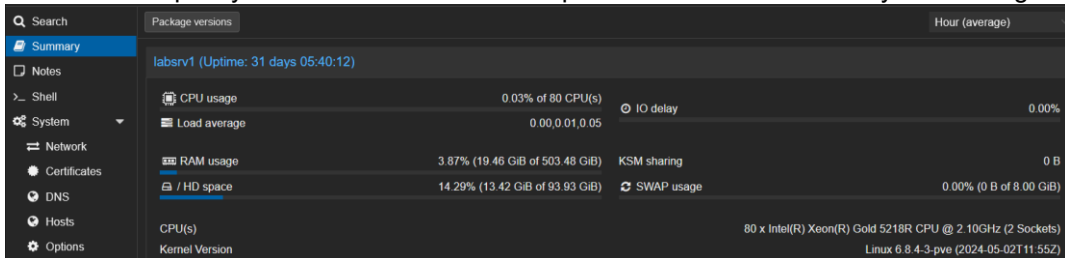 Search
Package versions
Hour (average)
Summary
labsrv1 (Uptime: 31 days 05:40:12)
Notes
>_ Shell
CPU usage
0.03% of 80 CPU(s)
IO delay
0.00%
System
Load average
0.00,0.01,0.05
Network
RAM usage
3.87% (19.46 GiB of 503.48 GiB)
KSM sharing
0 B
Certificates
/ HD space
14.29% (13.42 GiB of 93.93 GiB)
SWAP usage
0.00% (0 B of 8.00 GiB)
DNS
Hosts
CPU(s)
80 x Intel(R) Xeon(R) Gold 5218R CPU @ 2.10GHz (2 Sockets)
Options
Kernel Version
Linux 6.8.4-3-pve (2024-05-02T11:55Z)